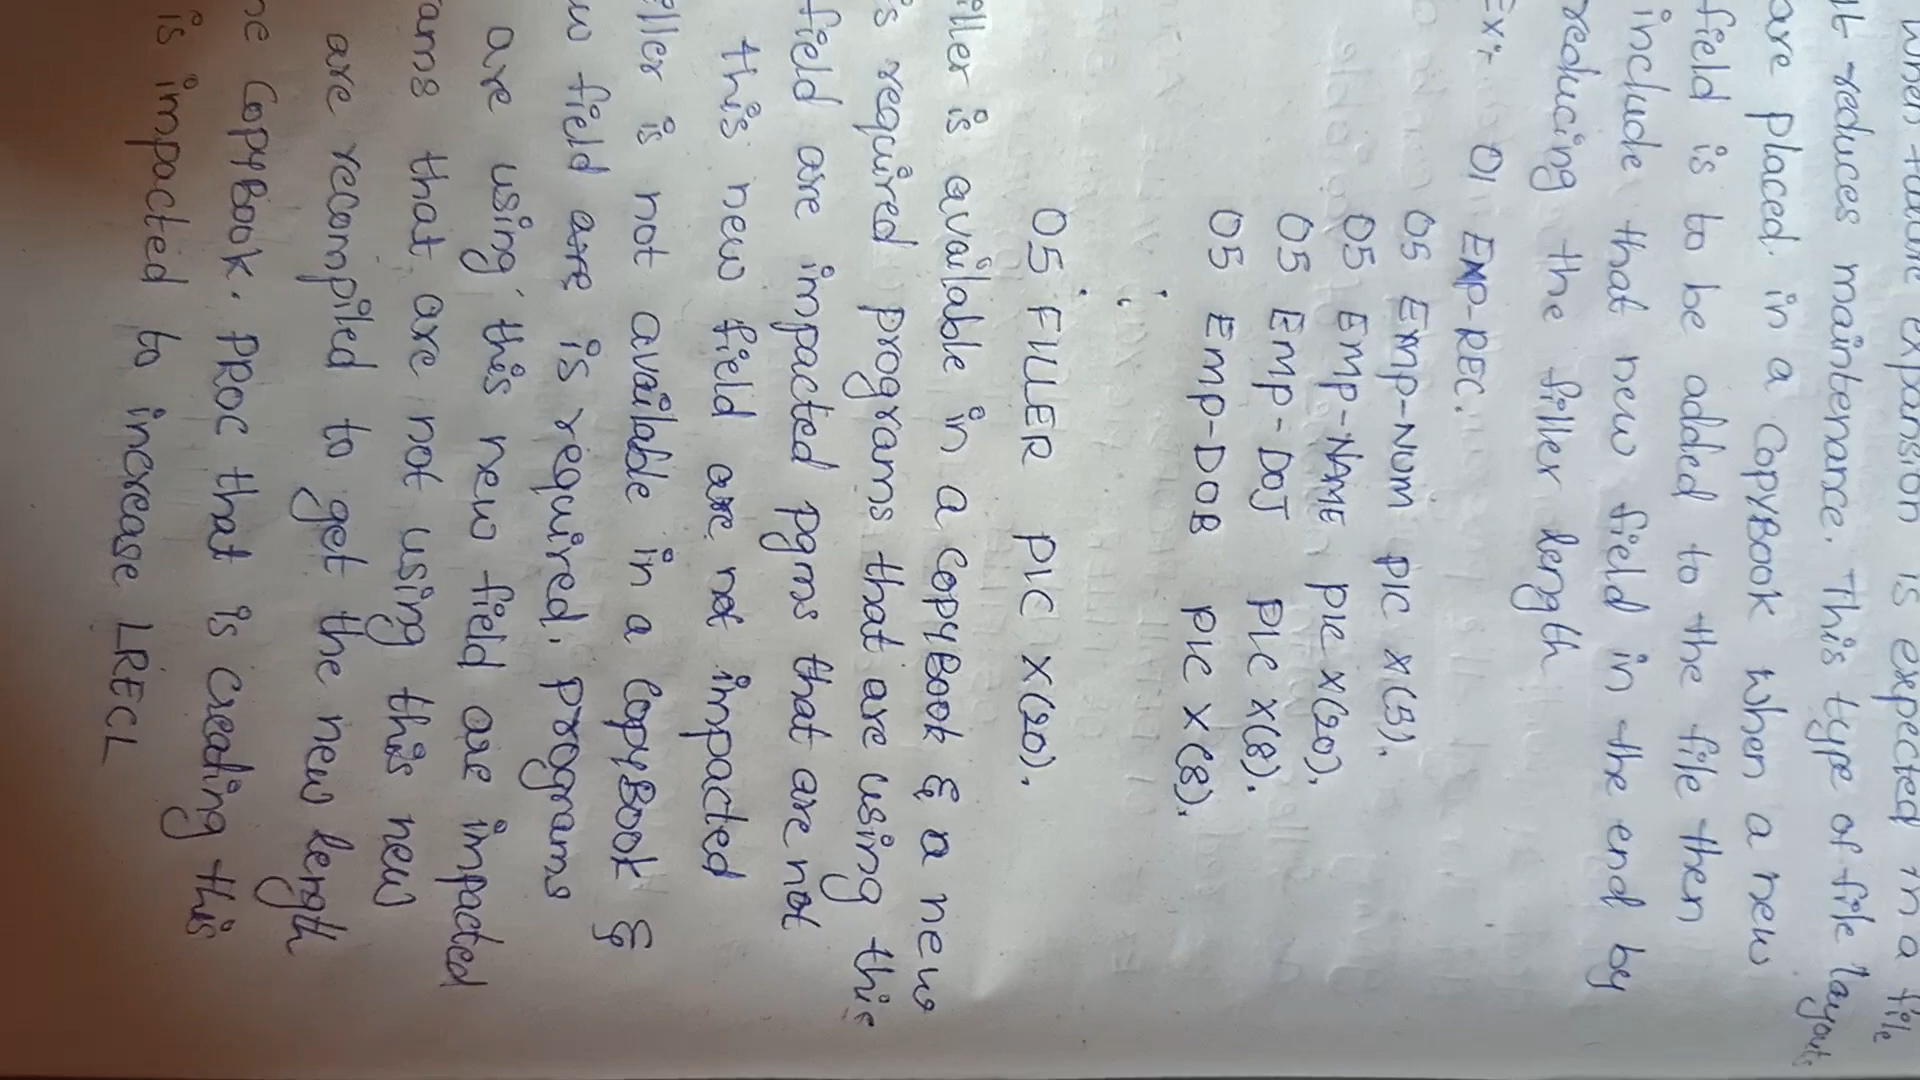 When future expansion is expected in a file
it reduces maintenance. This type of file layouts
are placed in a COPYBOOK when a new
field is to be added to the file then
include that new field in the end by
reducing the filler length
Ex: 01 EMP-REC.
05 EMP-NUM PIC X(5).
05 EMP-NAME PIC X(20).
05 EMP-DOJ PIC X(8).
05 EMP-DOB PIC X(8).
05 FILLER PIC X(20).
iller is available in a COPYBOOK & a new
is required programs that are using this
field are impacted pgms that are not
this new field are not impacted
iller is not available in a COPYBOOK &
w field are is required, programs
are using this new field are impacted
ams that are not using this new
are recompiled to get the new length
he COPYBOOK. PROC that is creating this
is impacted to increase LRECL